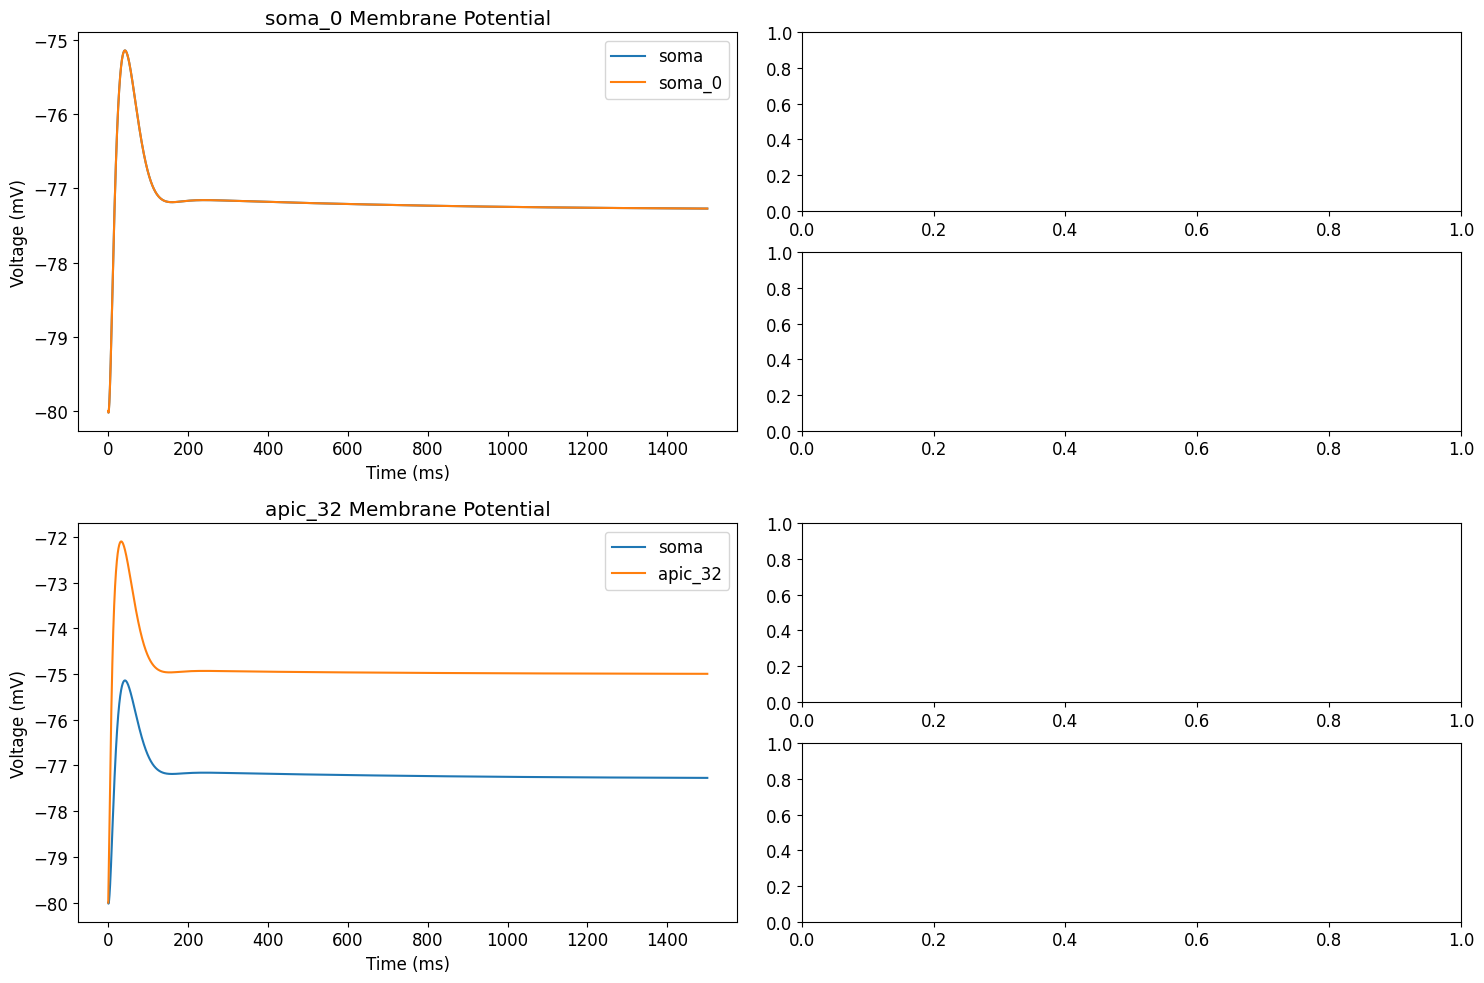 soma_0 Membrane Potential
−75
−76
−77
−78
−79
−80
Voltage (mV)
soma
soma_0
0 200 400 600 800 1000 1200 1400
Time (ms)
1.0
0.8
0.6
0.4
0.2
0.0
0.0 0.2 0.4 0.6 0.8 1.0
1.0
0.8
0.6
0.4
0.2
0.0
0.0 0.2 0.4 0.6 0.8 1.0
apic_32 Membrane Potential
−72
−73
−74
−75
−76
−77
−78
−79
−80
Voltage (mV)
soma
apic_32
0 200 400 600 800 1000 1200 1400
Time (ms)
1.0
0.8
0.6
0.4
0.2
0.0
0.0 0.2 0.4 0.6 0.8 1.0
1.0
0.8
0.6
0.4
0.2
0.0
0.0 0.2 0.4 0.6 0.8 1.0